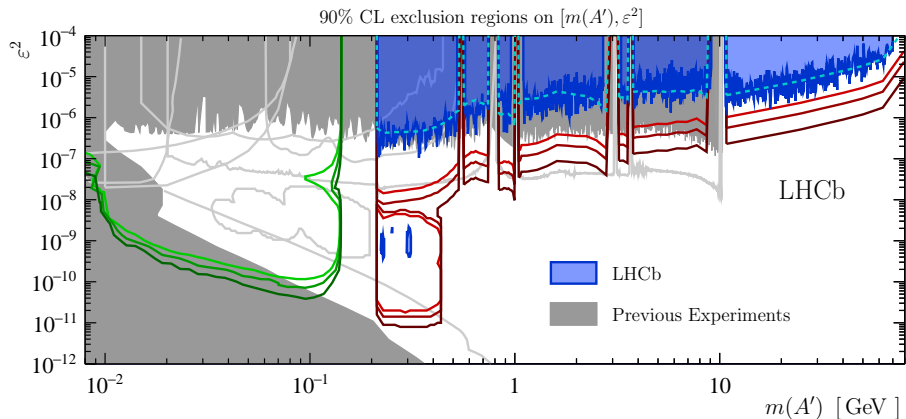 90% CL exclusion regions on [m(A′), ε²]
ε²
10⁻⁴
10⁻⁵
10⁻⁶
10⁻⁷
10⁻⁸
10⁻⁹
10⁻¹⁰
10⁻¹¹
10⁻¹²
LHCb
LHCb
Previous Experiments
10⁻² 10⁻¹ 1 10
m(A′) [ GeV ]